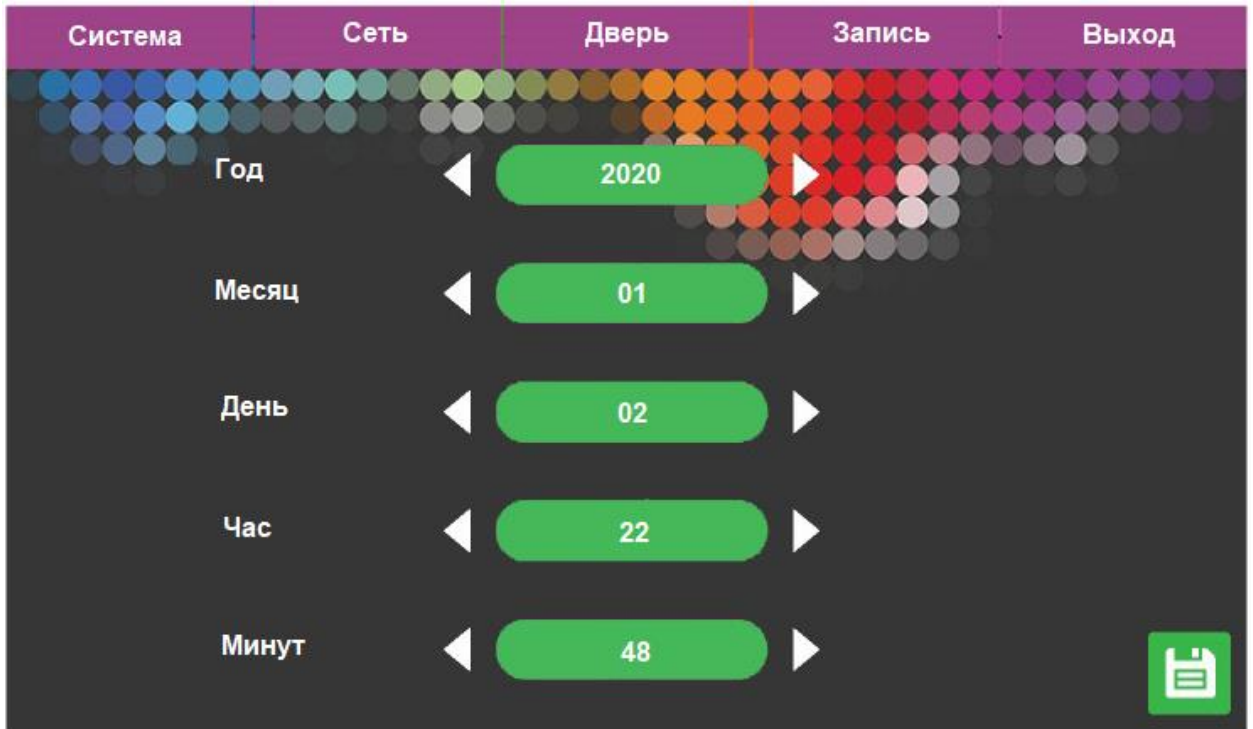 Система Сеть Дверь Запись Выход
Год 2020
Месяц 01
День 02
Час 22
Минут 48